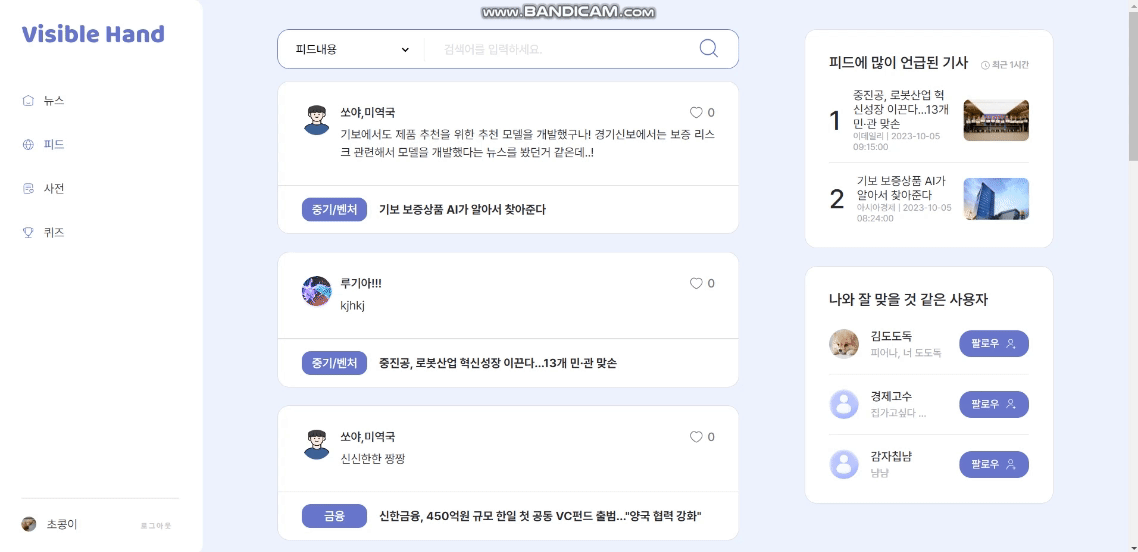 www.BANDICAM.com
Visible Hand
뉴스
피드
사전
퀴즈
초콩이
로그아웃
피드내용
검색어를 입력하세요.
쏘야,미역국
0
기보에서도 제품 추천을 위한 추천 모델을 개발했구나! 경기신보에서는 보증 리스
크 관련해서 모델을 개발했다는 뉴스를 봤던거 같은데..!
중기/벤처
기보 보증상품 AI가 알아서 찾아준다
루기아!!!
0
kjhkj
중기/벤처
중진공, 로봇산업 혁신성장 이끈다...13개 민·관 맞손
쏘야,미역국
0
신신한한 짱짱
금융
신한금융, 450억원 규모 한일 첫 공동 VC펀드 출범..."양국 협력 강화"
피드에 많이 언급된 기사
최근 1시간
1
중진공, 로봇산업 혁
신성장 이끈다...13개
민·관 맞손
이데일리 | 2023-10-05
09:15:00
2
기보 보증상품 AI가
알아서 찾아준다
아시아경제 | 2023-10-05
08:24:00
나와 잘 맞을 것 같은 사용자
김도도독
피어나, 너 도도독
팔로우
경제고수
집가고싶다 ...
팔로우
감자칩냠
냠냠
팔로우